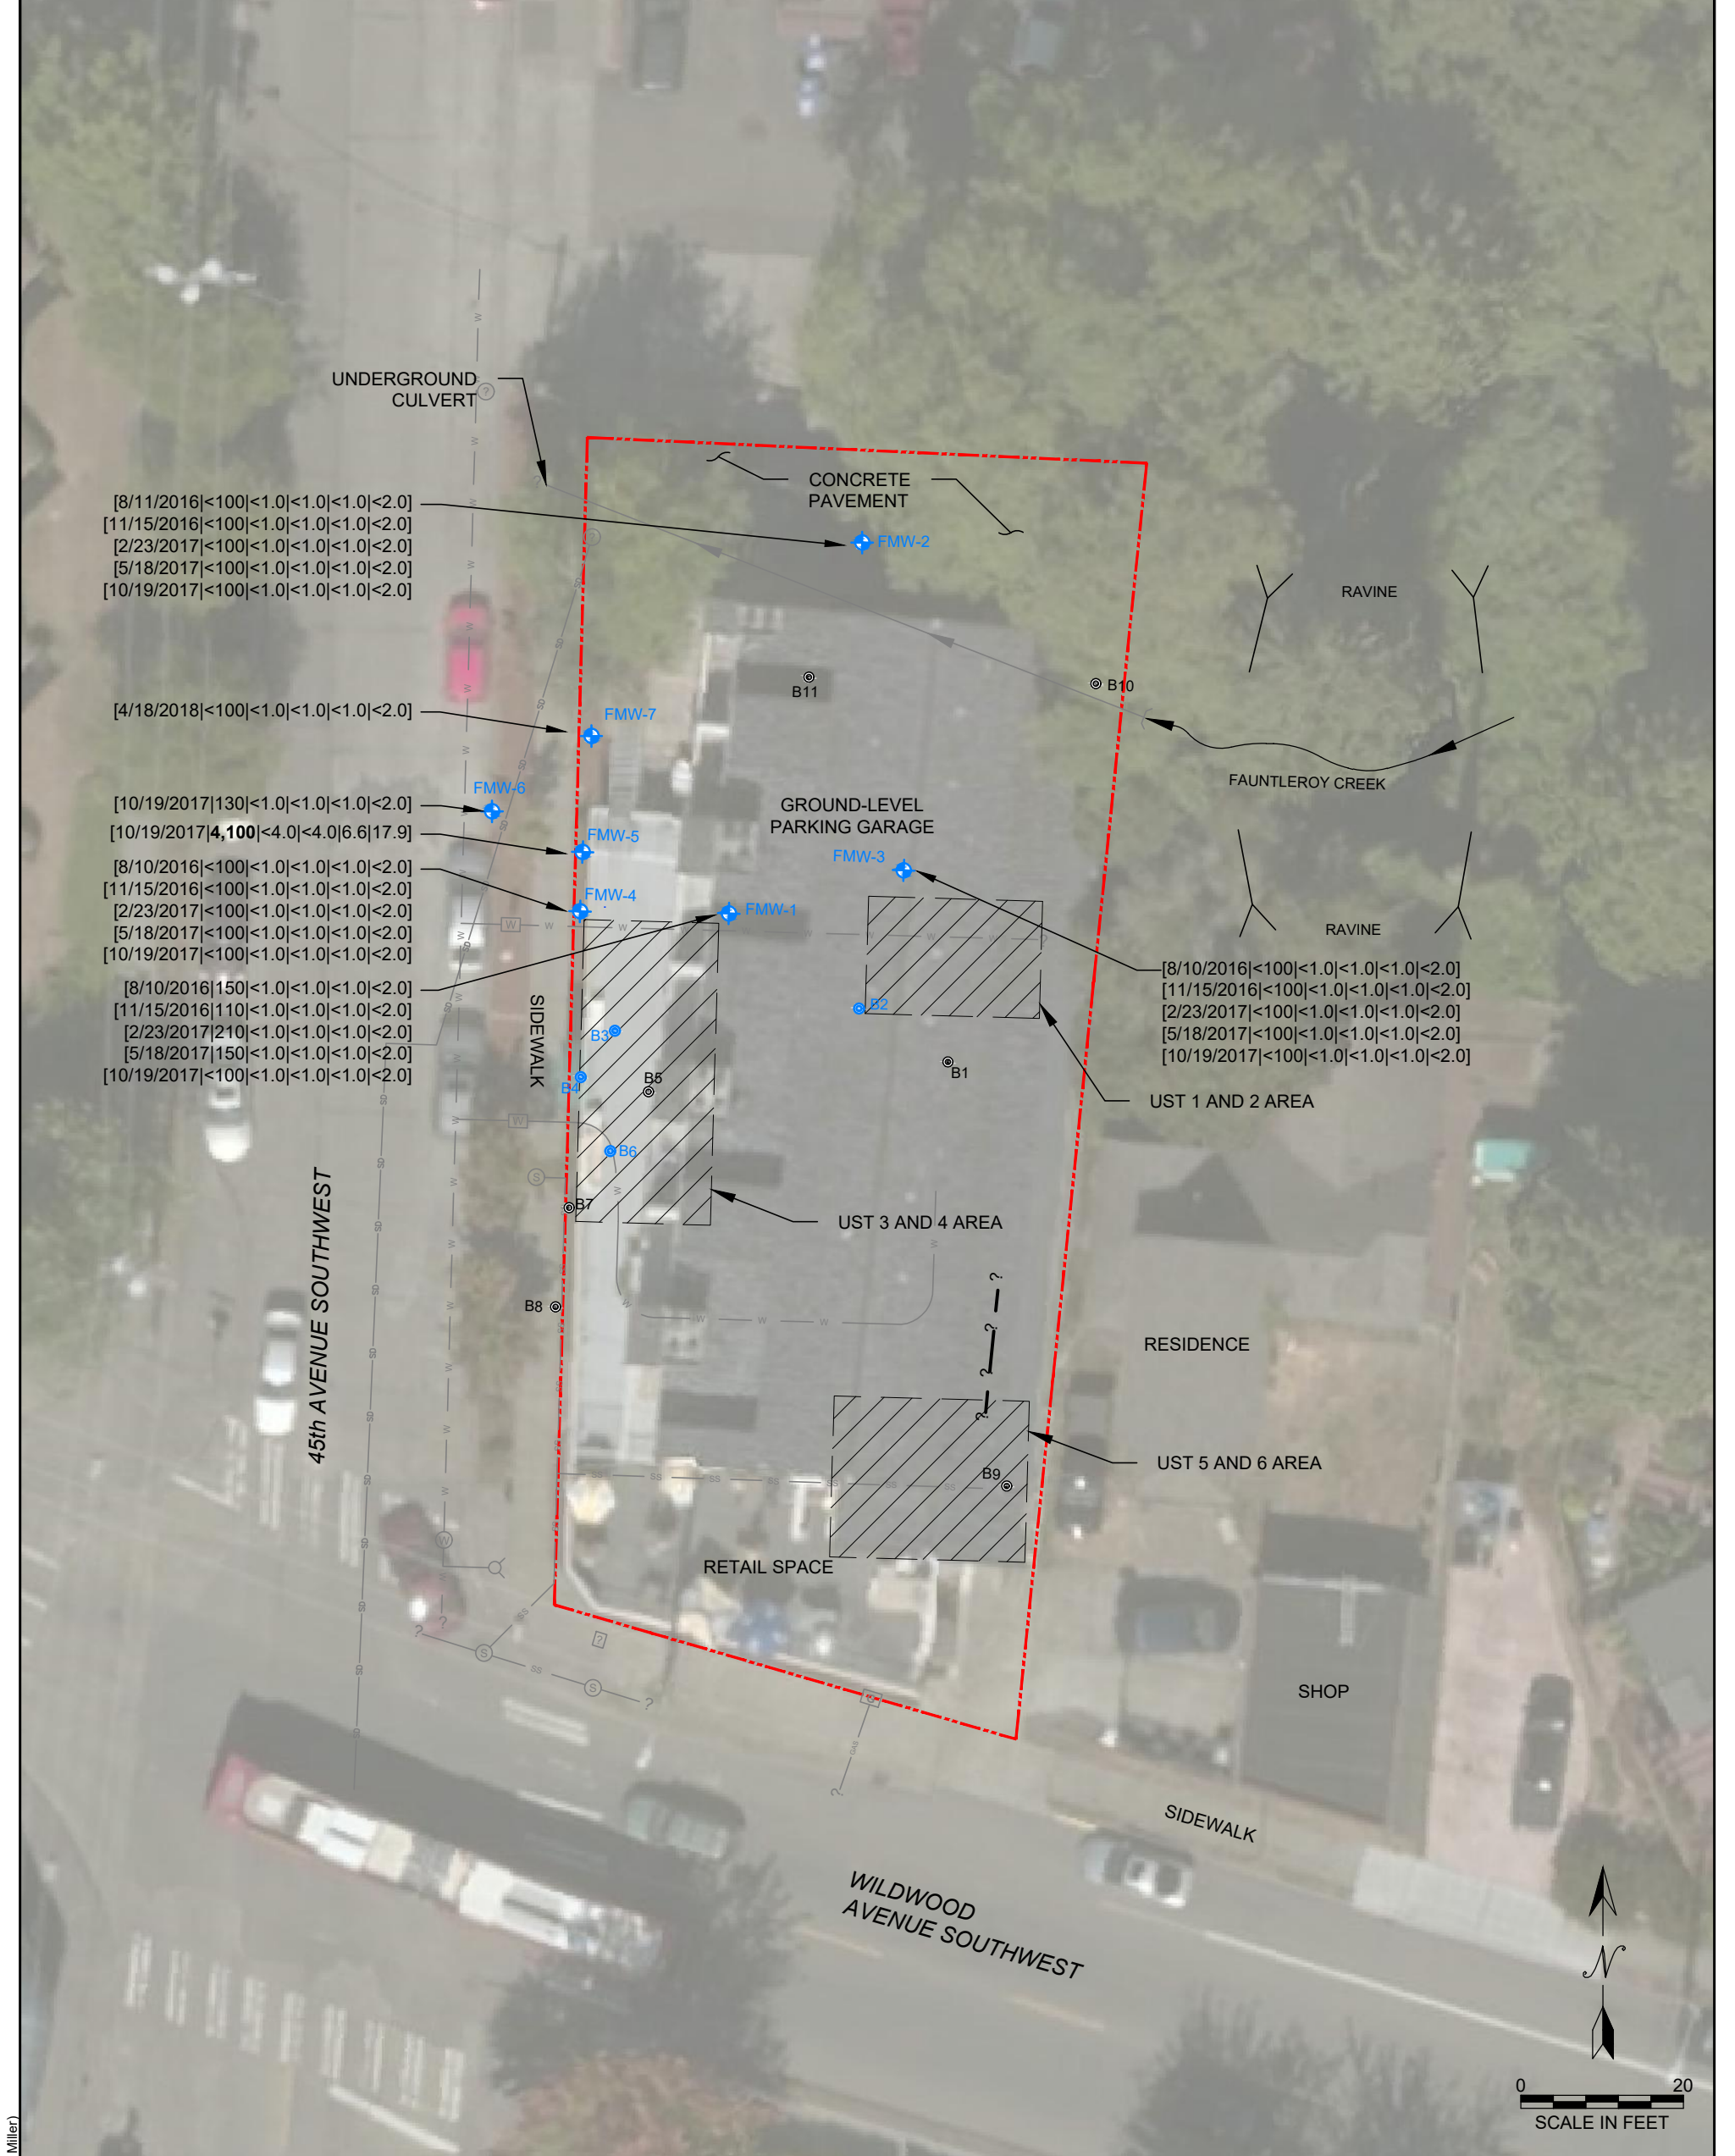 UNDERGROUND
CULVERT
CONCRETE
PAVEMENT
[8/11/2016|<100|<1.0|<1.0|<1.0|<2.0]
[11/15/2016|<100|<1.0|<1.0|<1.0|<2.0]
[2/23/2017|<100|<1.0|<1.0|<1.0|<2.0]
[5/18/2017|<100|<1.0|<1.0|<1.0|<2.0]
[10/19/2017|<100|<1.0|<1.0|<1.0|<2.0]
FMW-2
RAVINE
B11
B10
[4/18/2018|<100|<1.0|<1.0|<1.0|<2.0]
FMW-7
FAUNTLEROY CREEK
FMW-6
[10/19/2017|130|<1.0|<1.0|<1.0|<2.0]
GROUND-LEVEL
PARKING GARAGE
[10/19/2017|4,100|<4.0|<4.0|6.6|17.9]
FMW-5
FMW-3
[8/10/2016|<100|<1.0|<1.0|<1.0|<2.0]
[11/15/2016|<100|<1.0|<1.0|<1.0|<2.0]
[2/23/2017|<100|<1.0|<1.0|<1.0|<2.0]
[5/18/2017|<100|<1.0|<1.0|<1.0|<2.0]
[10/19/2017|<100|<1.0|<1.0|<1.0|<2.0]
FMW-4
FMW-1
RAVINE
[8/10/2016|150|<1.0|<1.0|<1.0|<2.0]
[11/15/2016|110|<1.0|<1.0|<1.0|<2.0]
[2/23/2017|210|<1.0|<1.0|<1.0|<2.0]
[5/18/2017|150|<1.0|<1.0|<1.0|<2.0]
[10/19/2017|<100|<1.0|<1.0|<1.0|<2.0]
[8/10/2016|<100|<1.0|<1.0|<1.0|<2.0]
[11/15/2016|<100|<1.0|<1.0|<1.0|<2.0]
[2/23/2017|<100|<1.0|<1.0|<1.0|<2.0]
[5/18/2017|<100|<1.0|<1.0|<1.0|<2.0]
[10/19/2017|<100|<1.0|<1.0|<1.0|<2.0]
SIDEWALK
B2
B3
B1
B4
B5
UST 1 AND 2 AREA
B6
B7
UST 3 AND 4 AREA
45th AVENUE SOUTHWEST
B8
RESIDENCE
UST 5 AND 6 AREA
B9
RETAIL SPACE
SHOP
SIDEWALK
WILDWOOD
AVENUE SOUTHWEST
N
0 20
SCALE IN FEET
Miller)